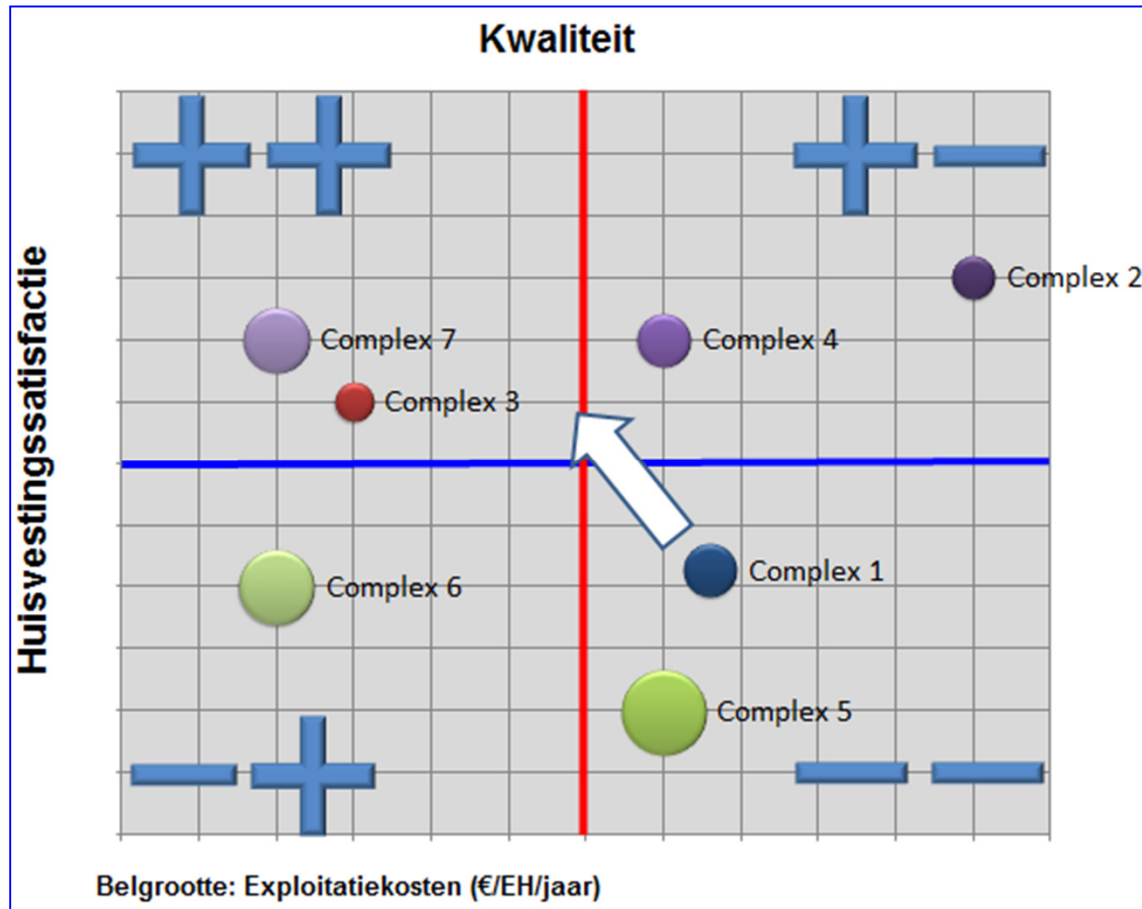 Kwaliteit
Huisvestingssatisfactie
Complex 2
Complex 7
Complex 4
Complex 3
Complex 1
Complex 6
Complex 5
Belgrootte: Exploitatiekosten (€/EH/jaar)